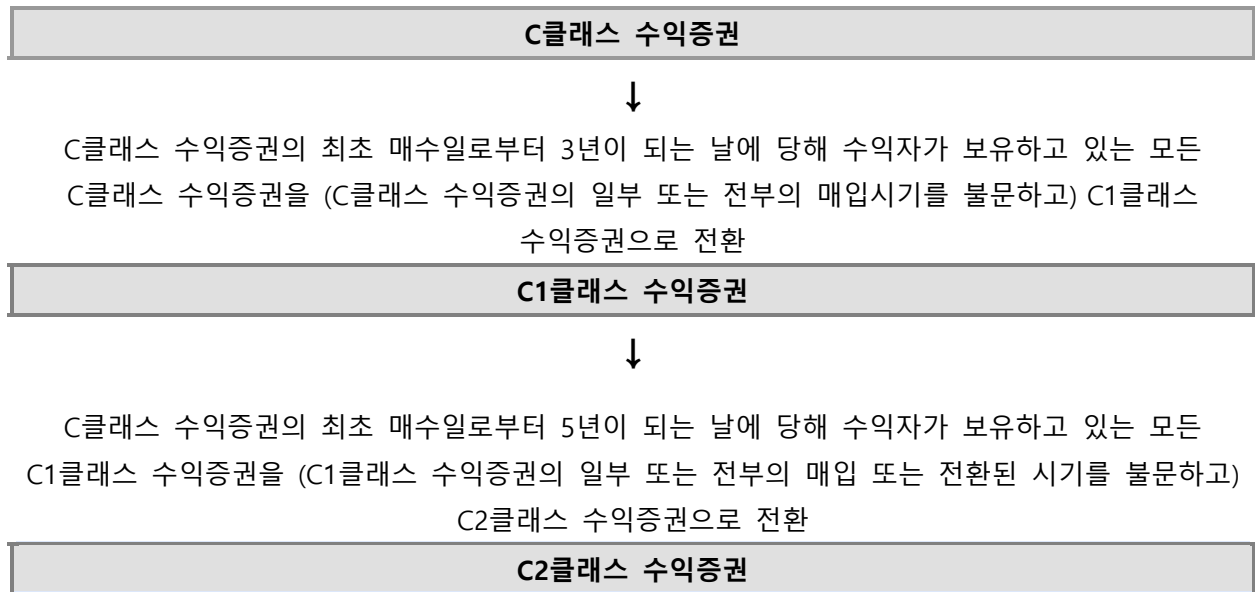 C클래스 수익증권
↓
C클래스 수익증권의 최초 매수일로부터 3년이 되는 날에 당해 수익자가 보유하고 있는 모든
C클래스 수익증권을 (C클래스 수익증권의 일부 또는 전부의 매입시기를 불문하고) C1클래스
수익증권으로 전환
C1클래스 수익증권
↓
C클래스 수익증권의 최초 매수일로부터 5년이 되는 날에 당해 수익자가 보유하고 있는 모든
C1클래스 수익증권을 (C1클래스 수익증권의 일부 또는 전부의 매입 또는 전환된 시기를 불문하고)
C2클래스 수익증권으로 전환
C2클래스 수익증권